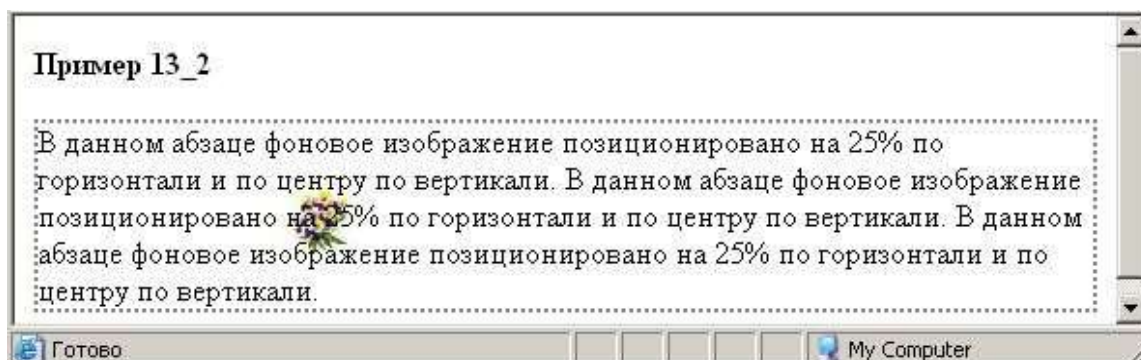 Пример 13_2
В данном абзаце фоновое изображение позиционировано на 25% по
горизонтали и по центру по вертикали. В данном абзаце фоновое изображение
позиционировано на 25% по горизонтали и по центру по вертикали. В данном
абзаце фоновое изображение позиционировано на 25% по горизонтали и по
центру по вертикали.
Готово
My Computer